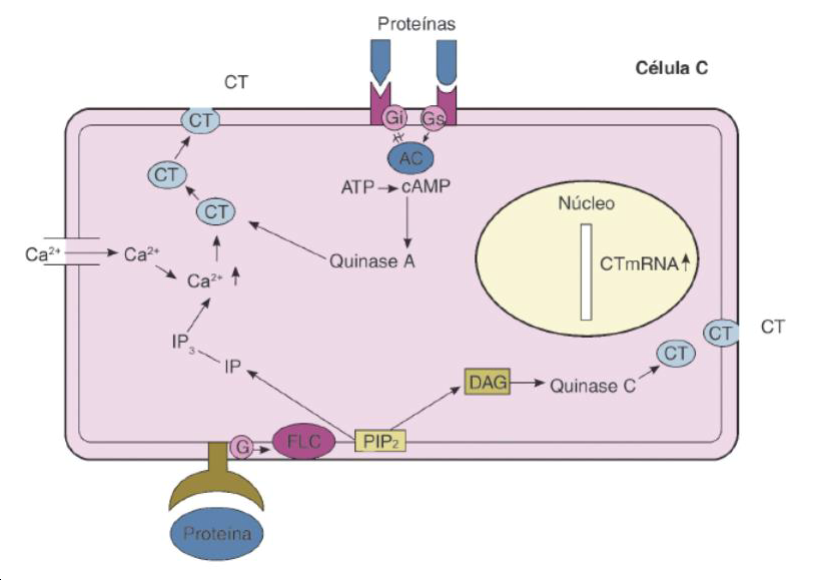 Proteínas
CT
Célula C
CT
Gi
Gs
CT
AC
ATP
cAMP
CT
Núcleo
Ca²⁺
Ca²⁺
Quinase A
CTmRNA
Ca²⁺
CT
CT
IP₃
IP
CT
DAG
Quinase C
G
FLC
PIP₂
Proteína